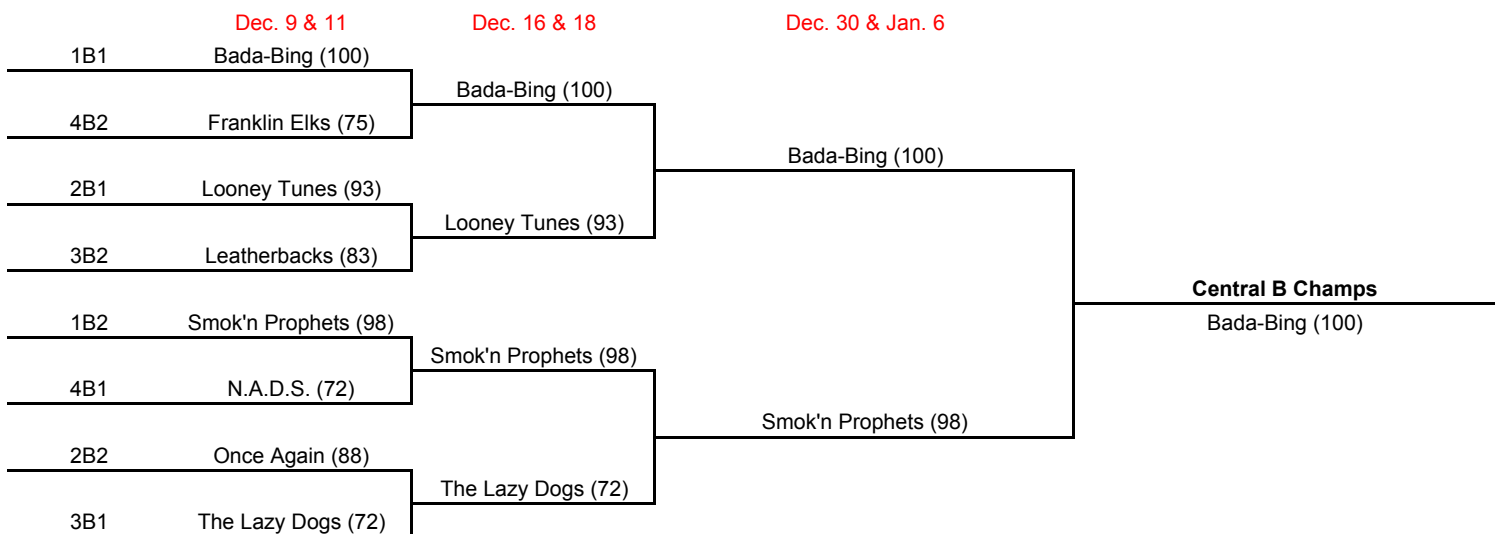 Dec. 9 & 11 Dec. 16 & 18 Dec. 30 & Jan. 6
1B1 Bada-Bing (100)
Bada-Bing (100)
4B2 Franklin Elks (75)
Bada-Bing (100)
2B1 Looney Tunes (93)
Looney Tunes (93)
3B2 Leatherbacks (83)
Central B Champs
1B2 Smok'n Prophets (98) Bada-Bing (100)
Smok'n Prophets (98)
4B1 N.A.D.S. (72)
Smok'n Prophets (98)
2B2 Once Again (88)
The Lazy Dogs (72)
3B1 The Lazy Dogs (72)